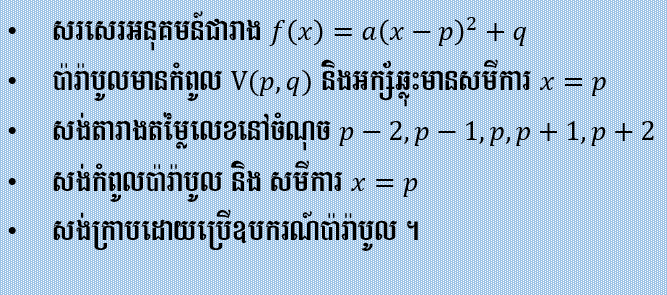 • សរសេរអនុគមន៍ជារាង f(x) = a(x − p)² + q
• ប៉ារ៉ាបូលមានកំពូល V(p, q) និងអក្ស័ឆ្លុះមានសមីការ x = p
• សង់តារាងតម្លៃលេខនៅចំណុច p − 2, p − 1, p, p + 1, p + 2
• សង់កំពូលប៉ារ៉ាបូល និង សមីការ x = p
• សង់ក្រាបដោយប្រើឧបករណ៍ប៉ារ៉ាបូល ។